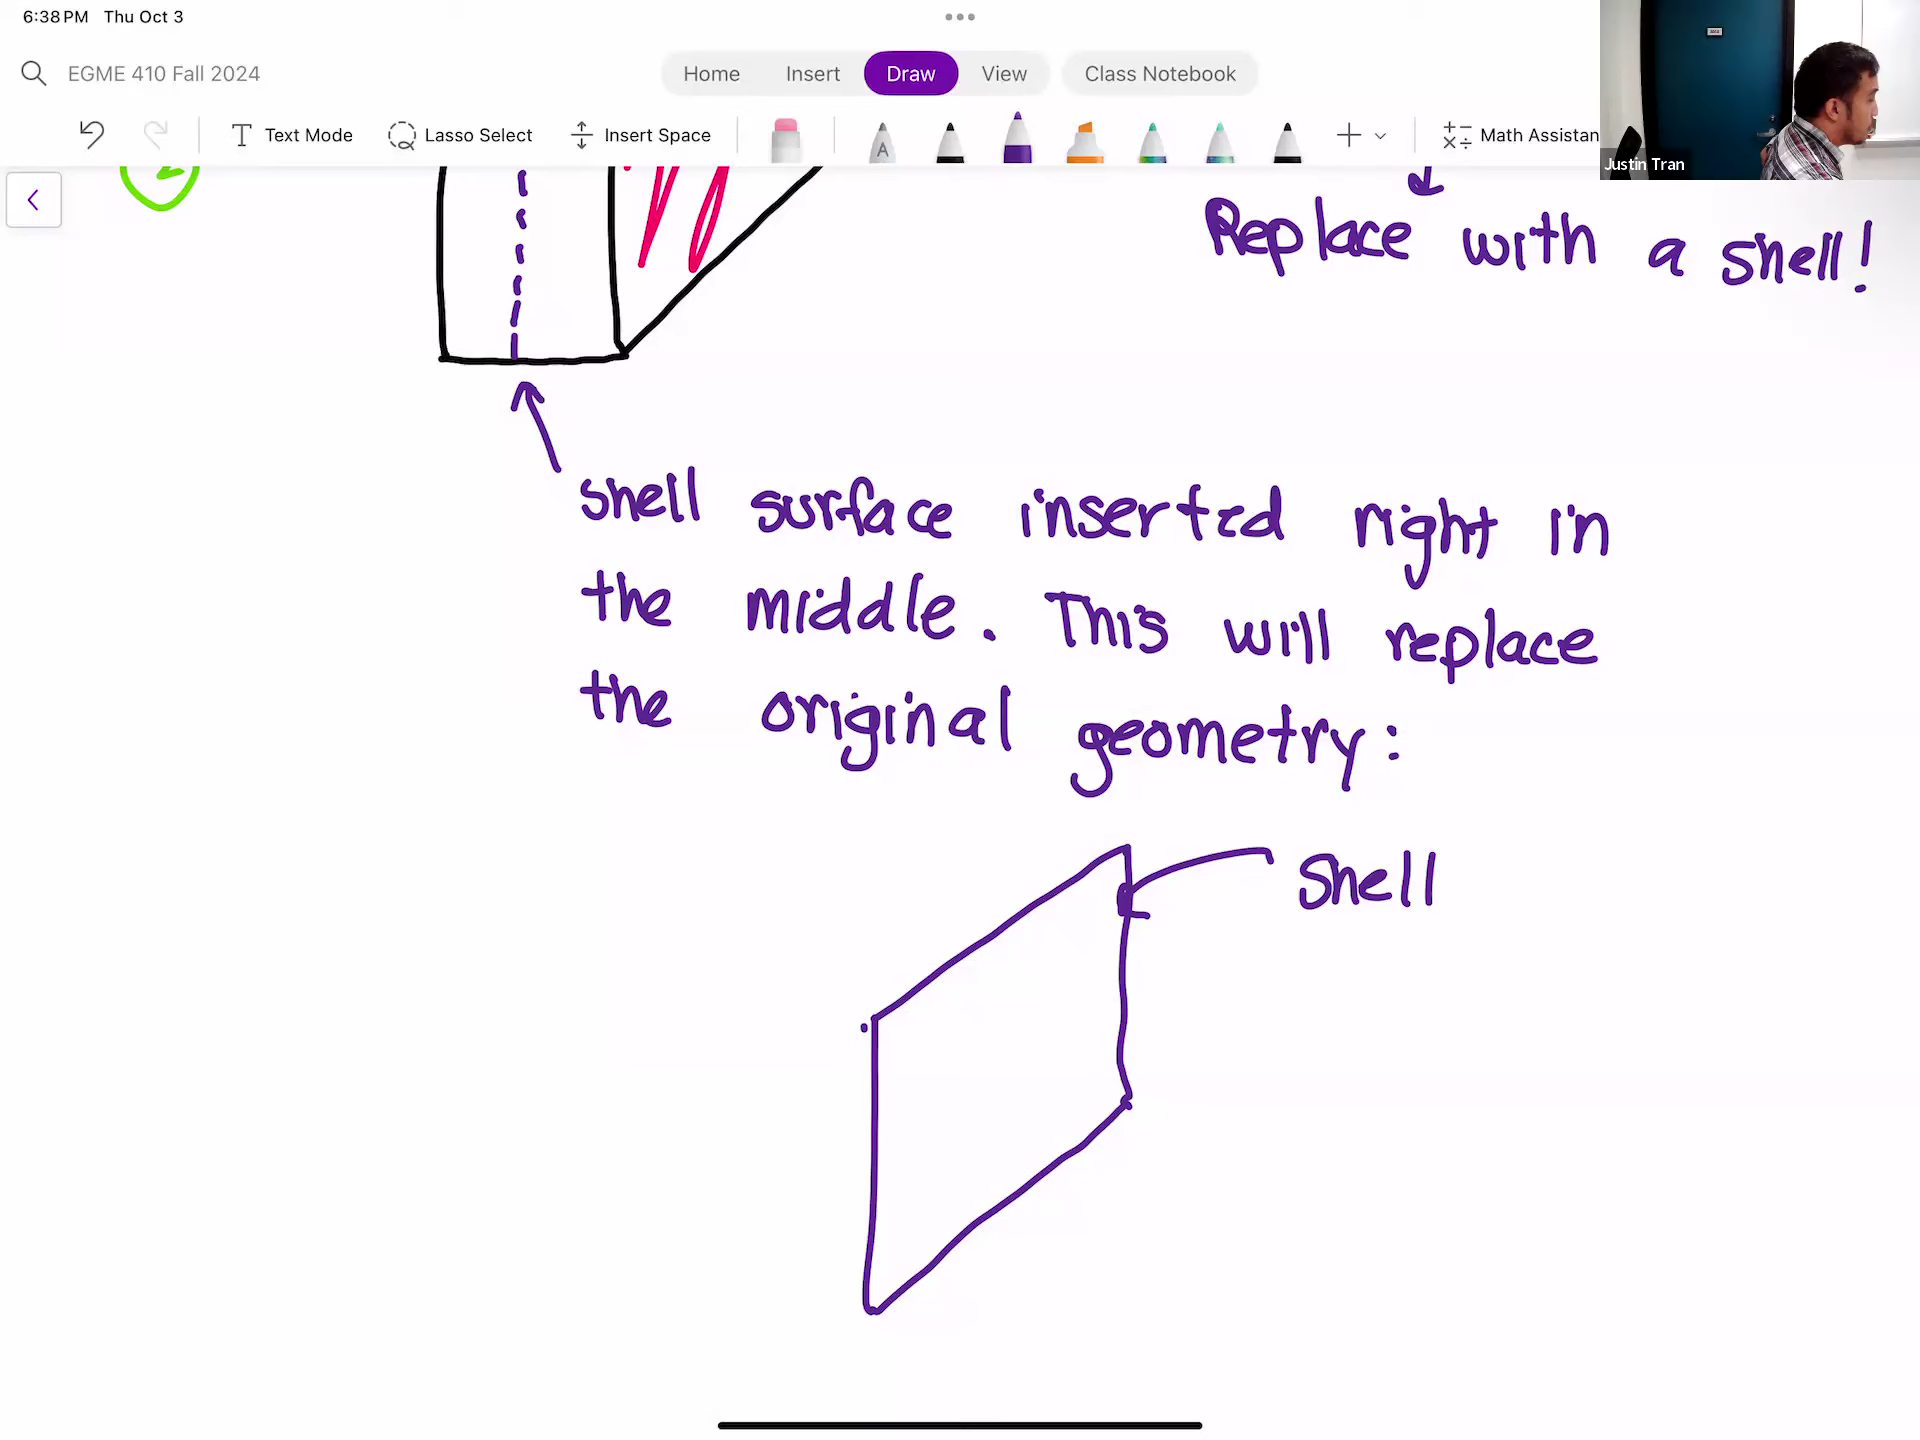 6:38 PM Thu Oct 3
EGME 410 Fall 2024
Home Insert Draw View Class Notebook
Text Mode Lasso Select Insert Space A Math Assistan
Justin Tran
2
Replace with a shell!
shell surface inserted right in
the middle. This will replace
the original geometry:
Shell